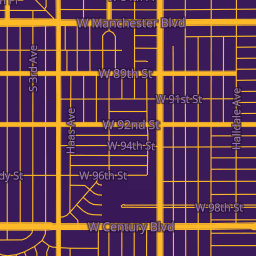 W Manchester Blvd
S-3rd-Ave
W 89th St
W-91st-St
Haas-Ave
W 92nd St
Halldale-Ave
W-94th-St
W-96th-St
W-98th-St
W Century Blvd